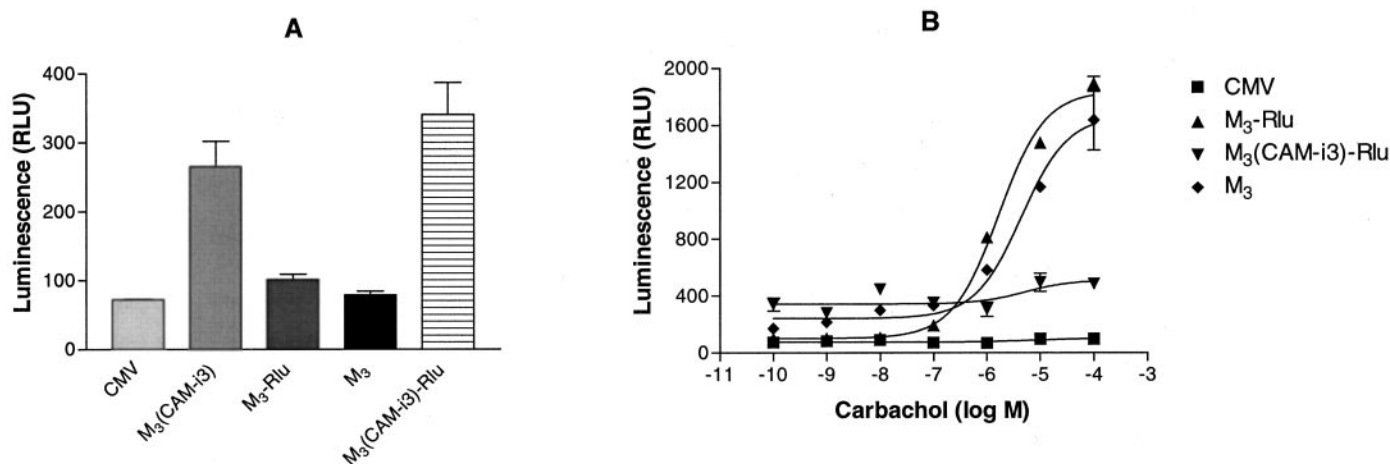 A
Luminescence (RLU)
400
300
200
100
0
CMV
M3(CAM-i3)
M3-Rlu
M3
M3(CAM-i3)-Rlu
B
Luminescence (RLU)
2000
1600
1200
800
400
0
-11 -10 -9 -8 -7 -6 -5 -4 -3
Carbachol (log M)
CMV
M3-Rlu
M3(CAM-i3)-Rlu
M3